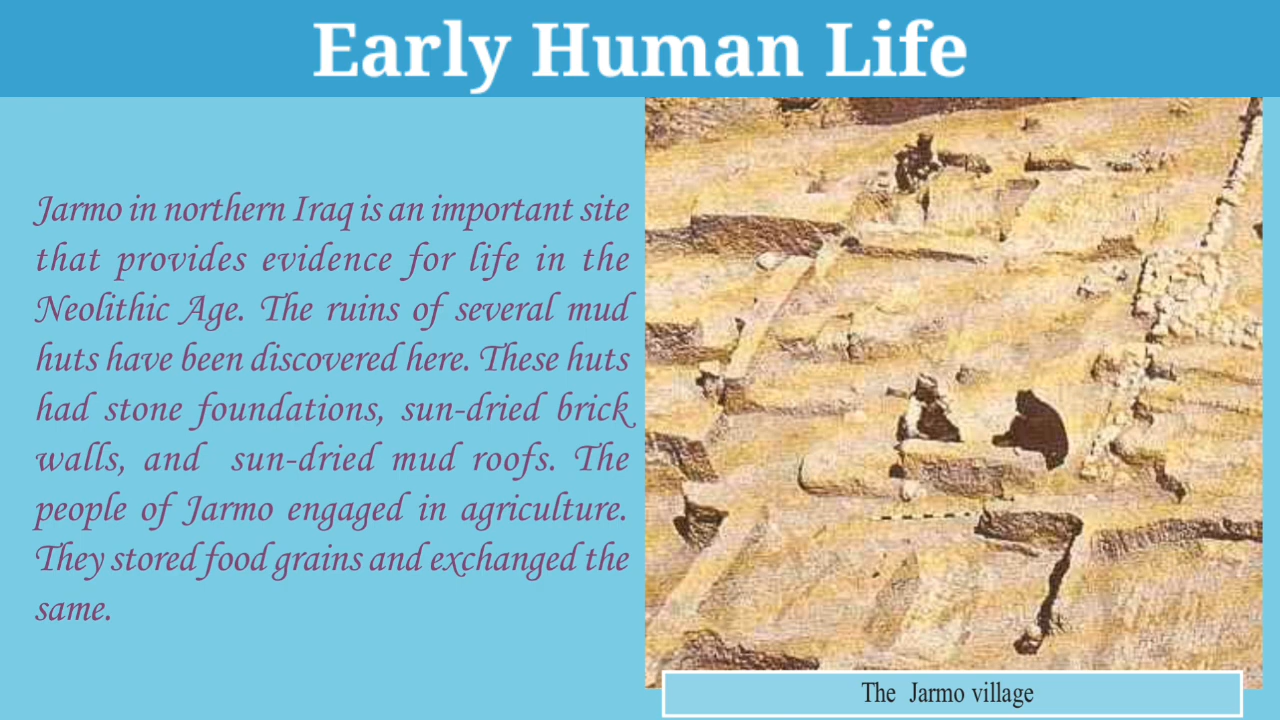 Early Human Life
Jarmo in northern Iraq is an important site
that provides evidence for life in the
Neolithic Age. The ruins of several mud
huts have been discovered here. These huts
had stone foundations, sun-dried brick
walls, and sun-dried mud roofs. The
people of Jarmo engaged in agriculture.
They stored food grains and exchanged the
same.
The Jarmo village